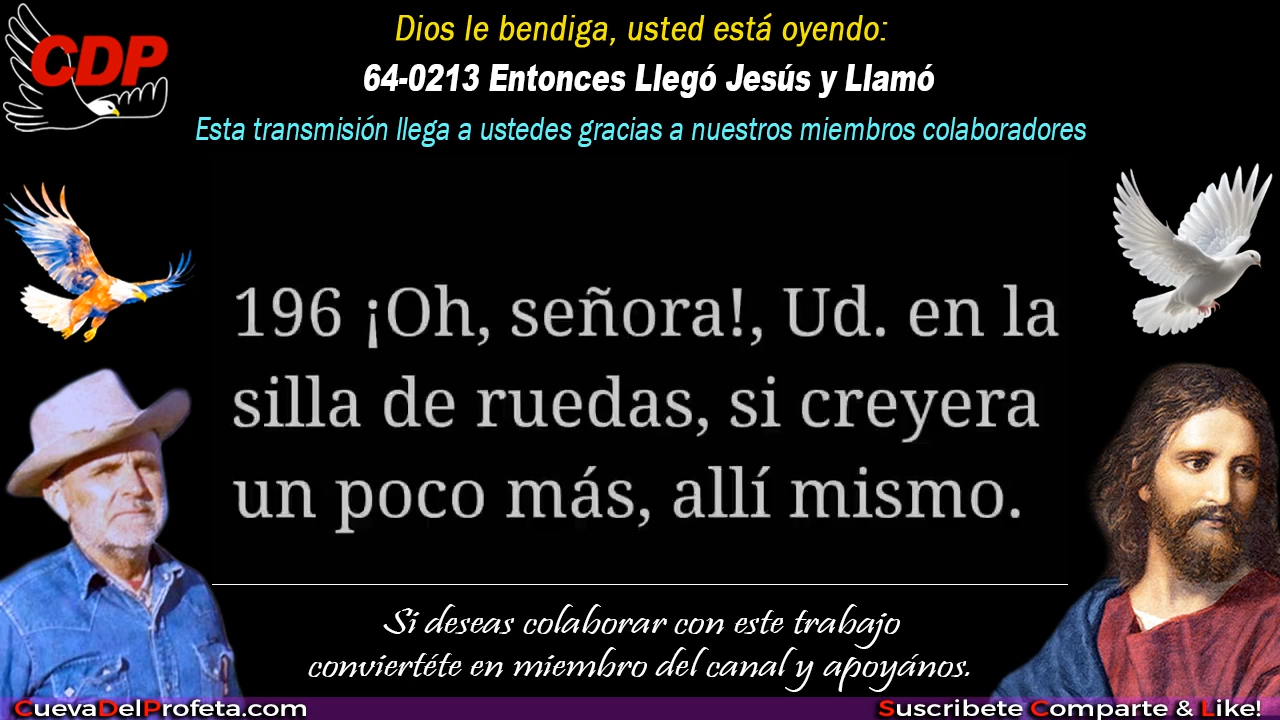 CDP
Dios le bendiga, usted está oyendo:
64-0213 Entonces Llegó Jesús y Llamó
Esta transmisión llega a ustedes gracias a nuestros miembros colaboradores
196 ¡Oh, señora!, Ud. en la
silla de ruedas, si creyera
un poco más, allí mismo.
Si deseas colaborar con este trabajo
conviertéte en miembro del canal y apoyános.
CuevaDelProfeta.com
Suscribete Comparte & Like!